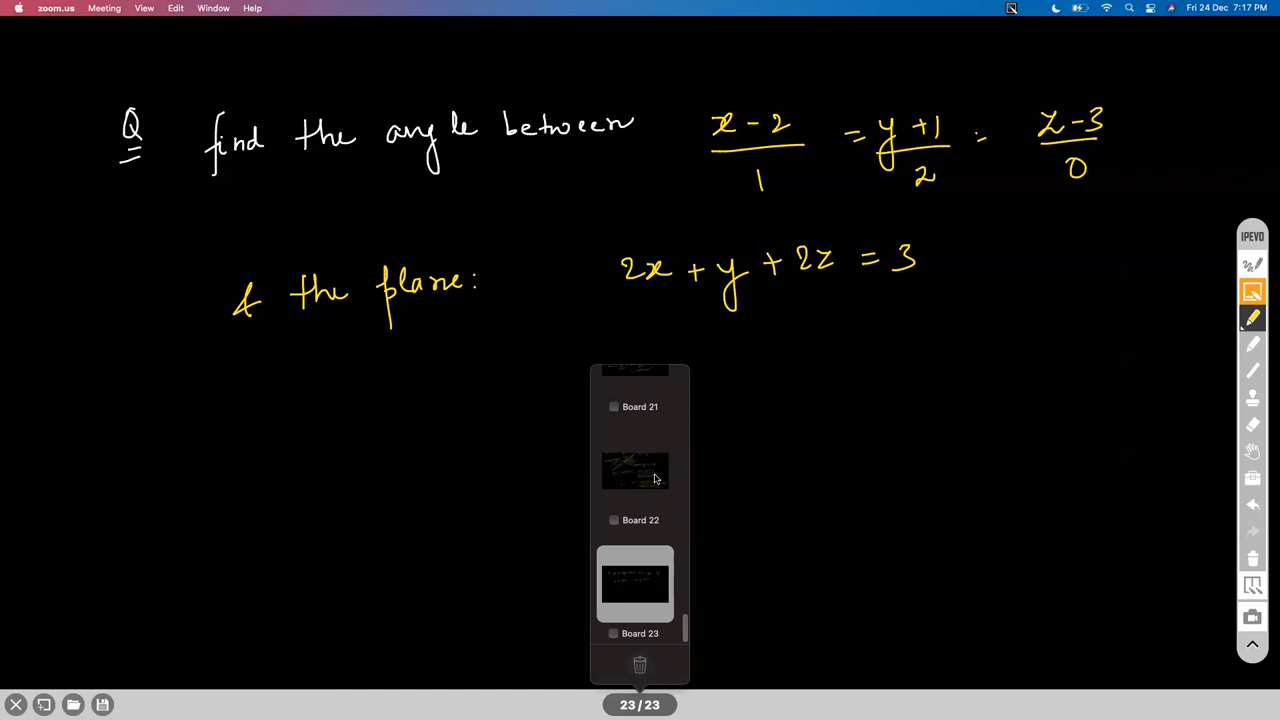 zoom.us Meeting View Edit Window Help Fri 24 Dec 7:17 PM
Q find the angle between x-2/1 = y+1/2 = z-3/0
& the plane: 2x + y + 2z = 3
IPEVO
Board 21
Board 22
Board 23
23/23